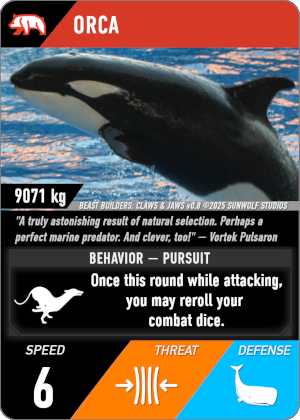 ORCA
9071 kg
BEAST BUILDERS: CLAWS & JAWS v0.8 ©2025 SUNWOLF STUDIOS
"A truly astonishing result of natural selection. Perhaps a
perfect marine predator. And clever, too!" — Vortek Pulsaron
BEHAVIOR — PURSUIT
Once this round while attacking,
you may reroll your
combat dice.
SPEED
THREAT
DEFENSE
6